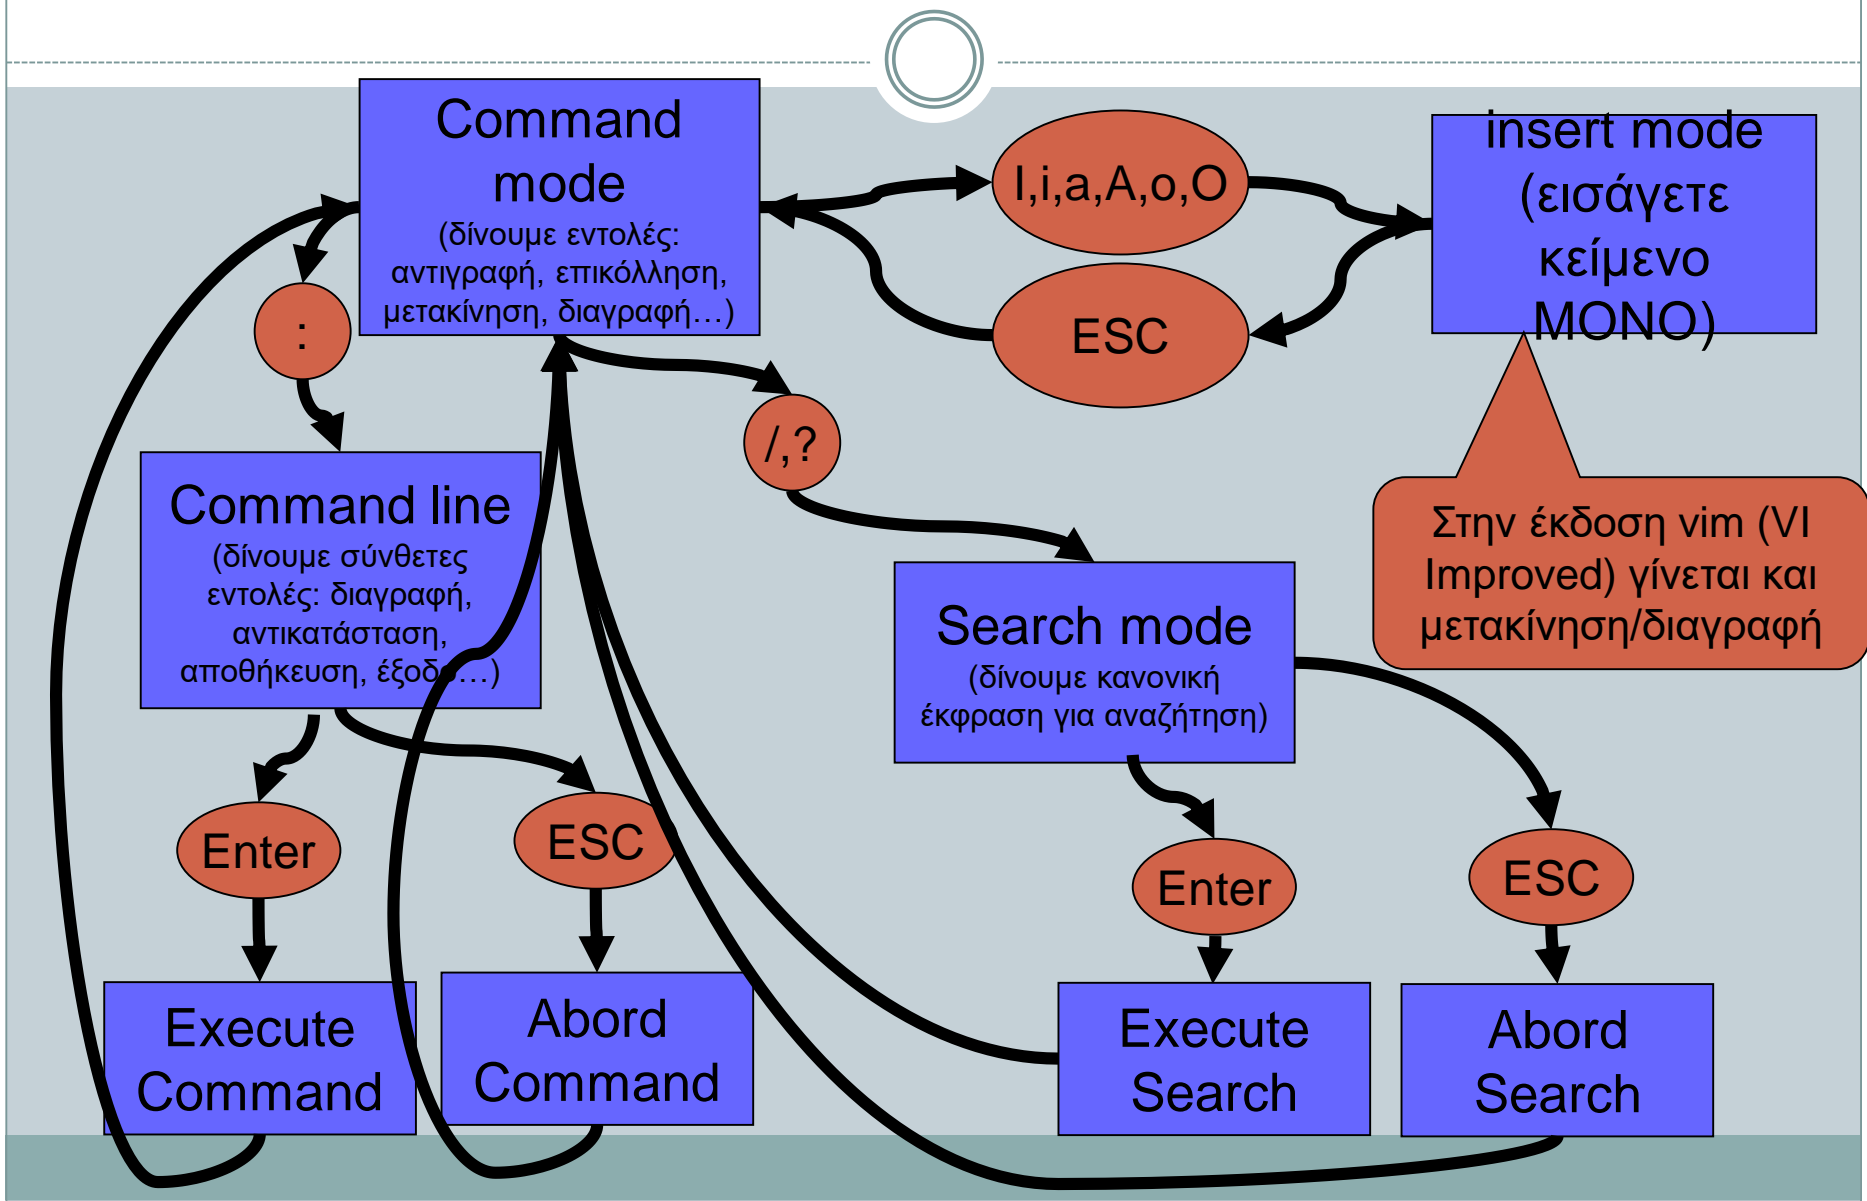 Command
mode
(δίνουμε εντολές:
αντιγραφή, επικόλληση,
μετακίνηση, διαγραφή…)
I,i,a,A,o,O
insert mode
(εισάγετε
κείμενο
ΜΟΝΟ)
:
ESC
/,?
Command line
(δίνουμε σύνθετες
εντολές: διαγραφή,
αντικατάσταση,
αποθήκευση, έξοδο…)
Στην έκδοση vim (VI
Improved) γίνεται και
μετακίνηση/διαγραφή
Search mode
(δίνουμε κανονική
έκφραση για αναζήτηση)
Enter
ESC
Enter
ESC
Execute
Command
Abord
Command
Execute
Search
Abord
Search